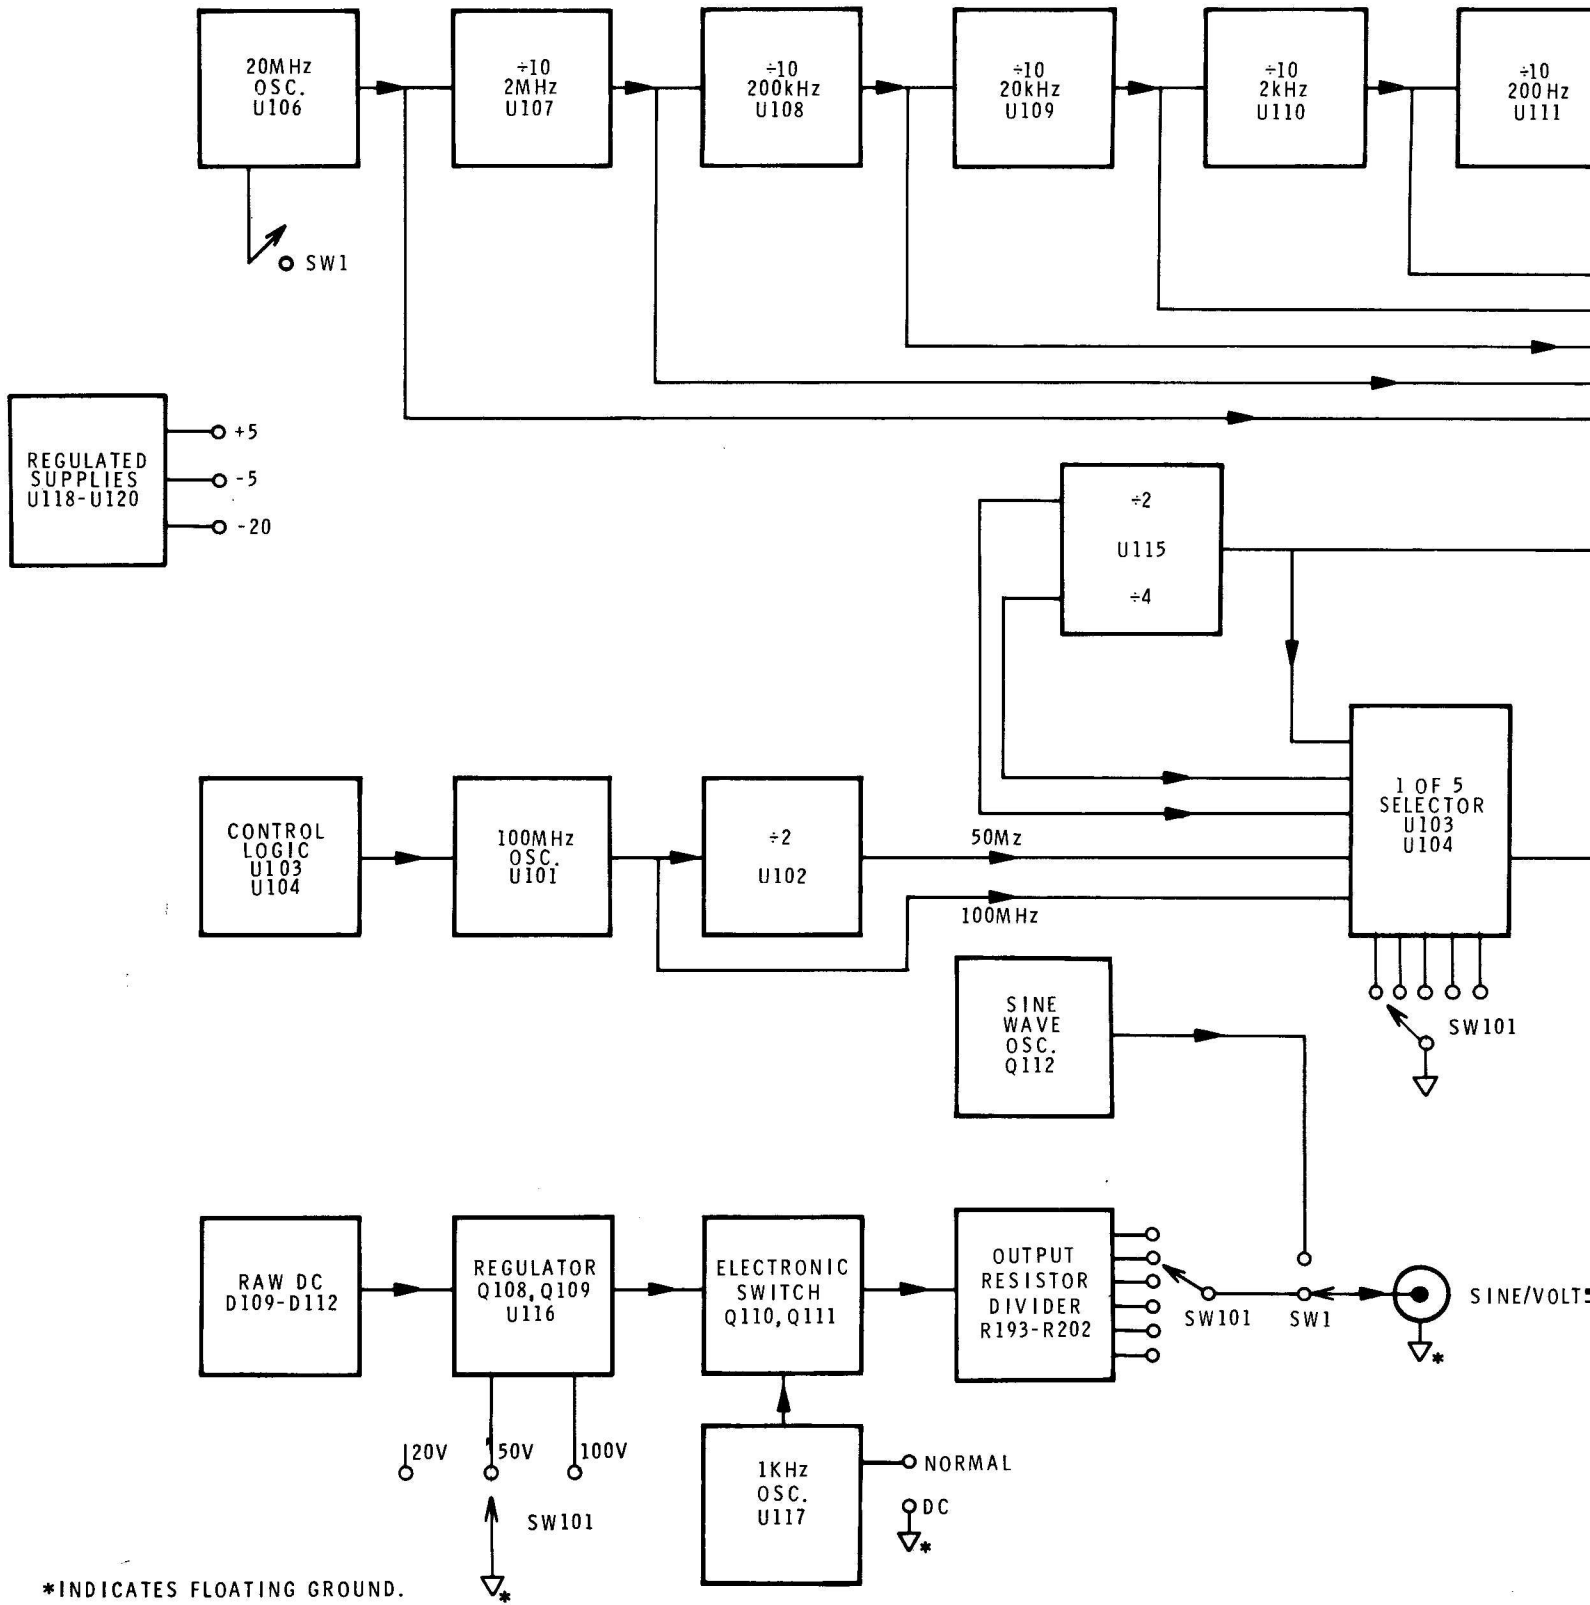 20MHz
OSC.
U106
÷10
2MHz
U107
÷10
200kHz
U108
÷10
20kHz
U109
÷10
2kHz
U110
÷10
200Hz
U111
SW1
REGULATED
SUPPLIES
U118-U120
+5
-5
-20
÷2
U115
÷4
CONTROL
LOGIC
U103
U104
100MHz
OSC.
U101
÷2
U102
50Mz
100MHz
1 OF 5
SELECTOR
U103
U104
SW101
SINE
WAVE
OSC.
Q112
RAW DC
D109-D112
REGULATOR
Q108,Q109
U116
ELECTRONIC
SWITCH
Q110,Q111
OUTPUT
RESISTOR
DIVIDER
R193-R202
SW101
SW1
SINE/VOLTS
*
20V
50V
100V
SW101
*
1KHz
OSC.
U117
NORMAL
DC
*
*INDICATES FLOATING GROUND.